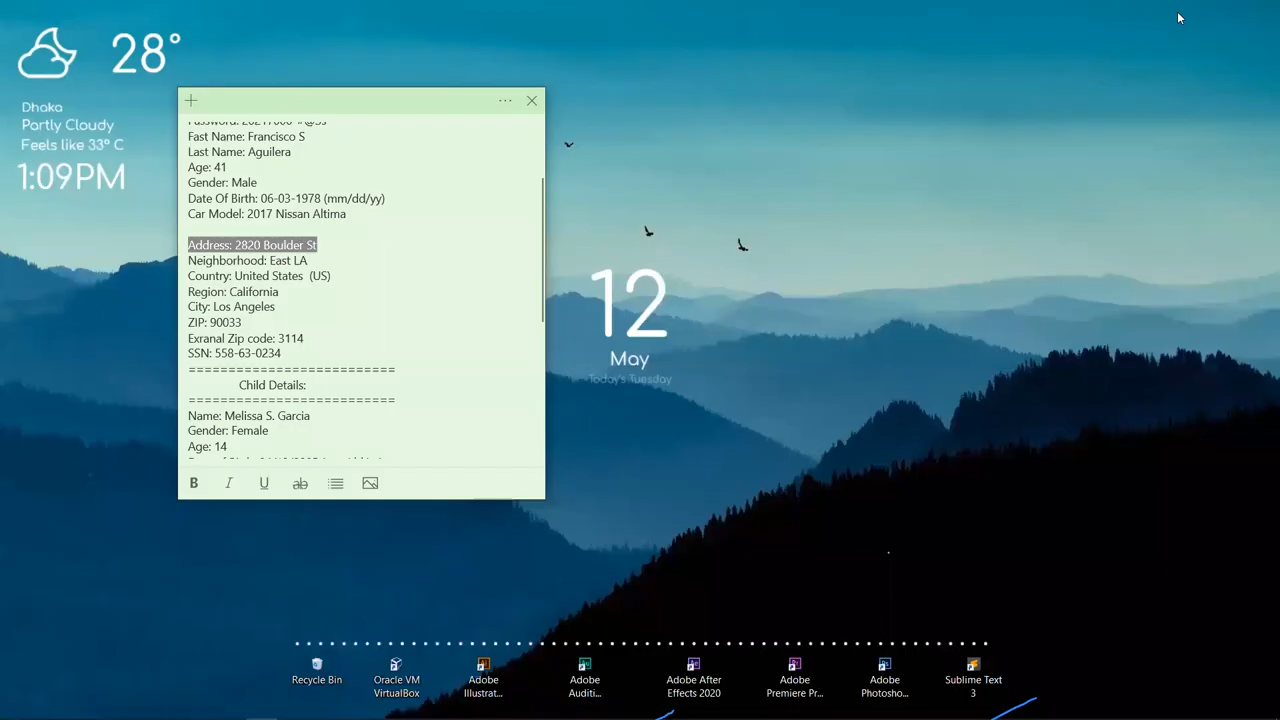 28°
Dhaka
Partly Cloudy
Feels like 33° C
1:09PM
Fast Name: Francisco S
Last Name: Aguilera
Age: 41
Gender: Male
Date Of Birth: 06-03-1978 (mm/dd/yy)
Car Model: 2017 Nissan Altima
Address: 2820 Boulder St
Neighborhood: East LA
Country: United States (US)
Region: California
City: Los Angeles
ZIP: 90033
Exranal Zip code: 3114
SSN: 558-63-0234
==========================
Child Details:
==========================
Name: Melissa S. Garcia
Gender: Female
Age: 14
B I U ab
12
May
Today's Tuesday
Recycle Bin
Oracle VM
VirtualBox
Adobe
Illustrat...
Adobe
Auditi...
Adobe After
Effects 2020
Adobe
Premiere Pr...
Adobe
Photosho...
Sublime Text
3